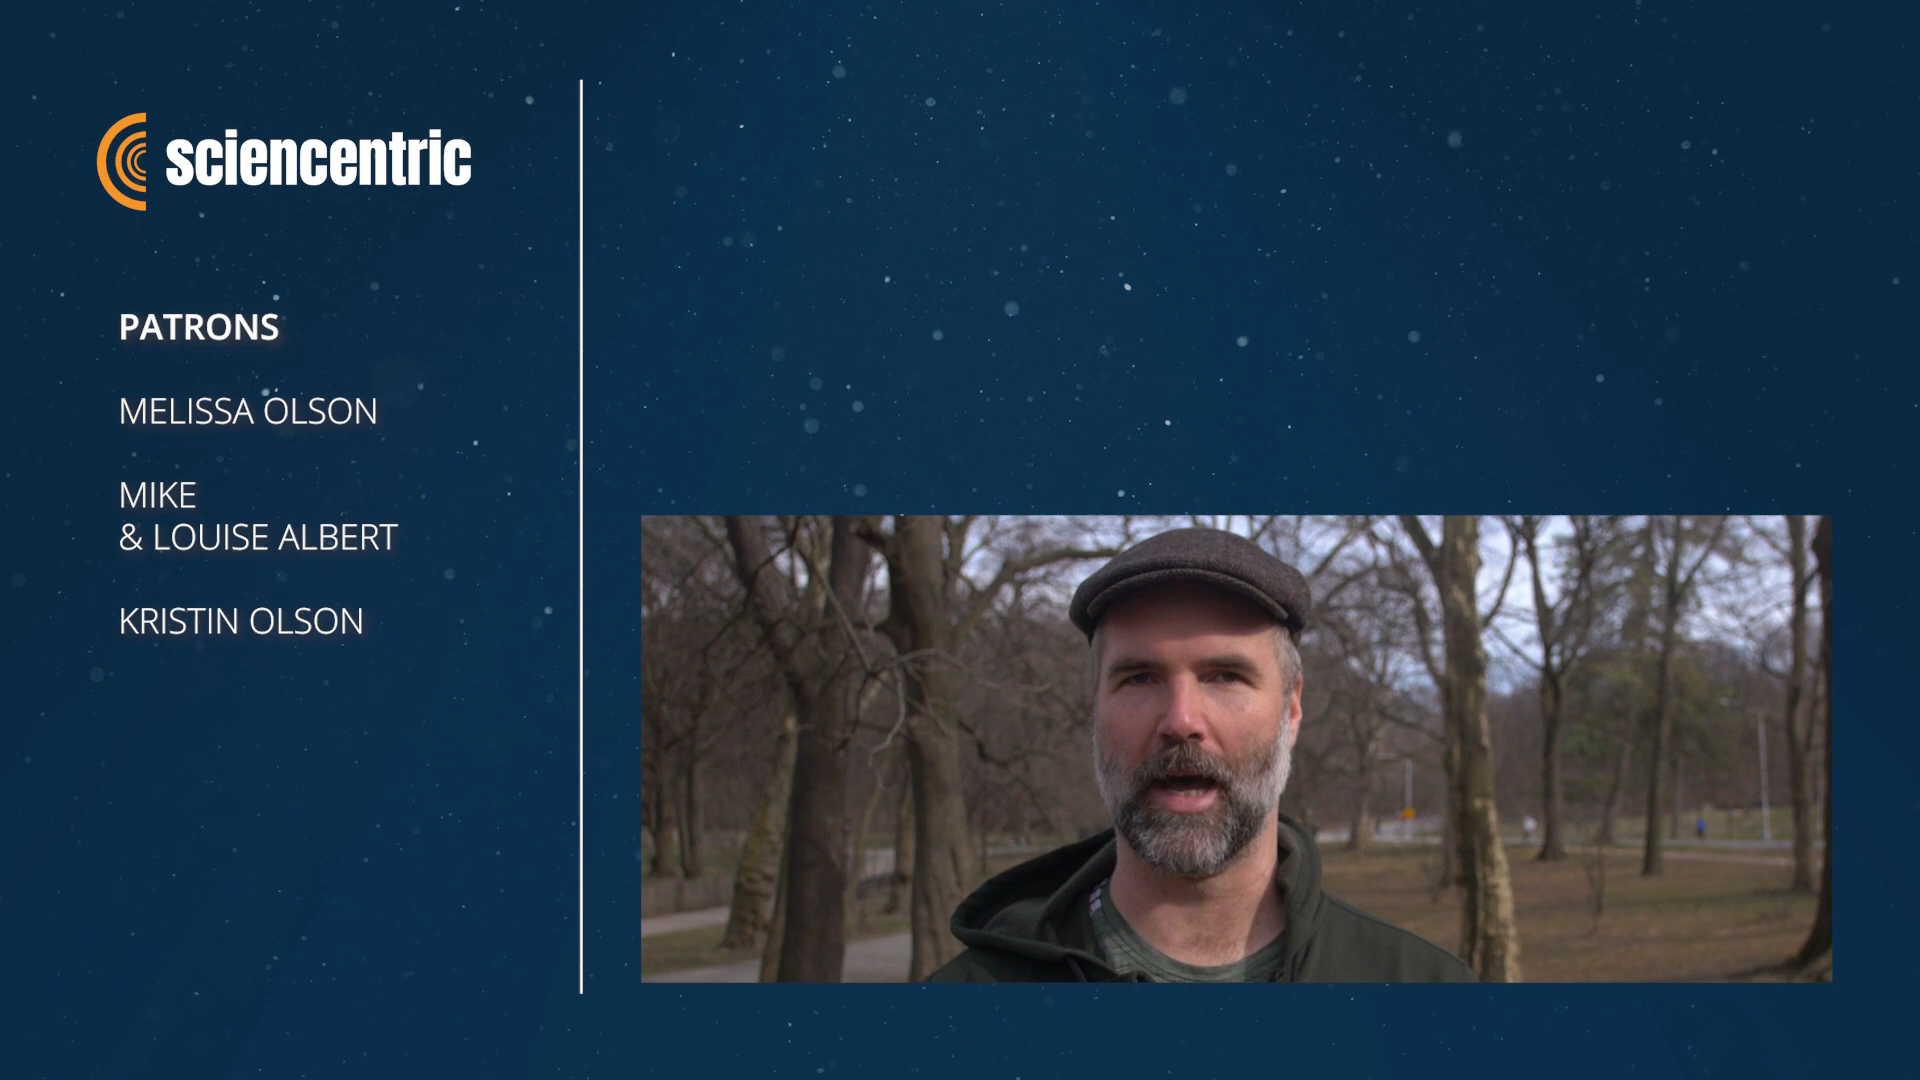 sciencentric
PATRONS
MELISSA OLSON
MIKE
& LOUISE ALBERT
KRISTIN OLSON